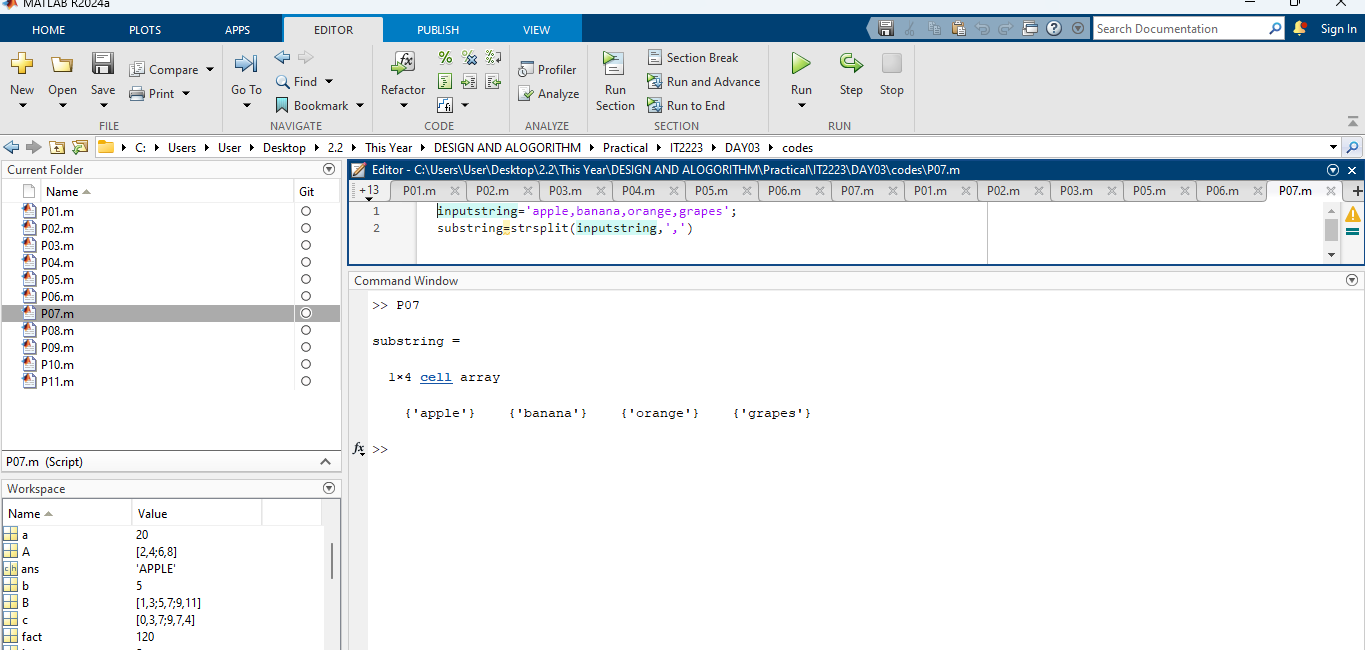 MATLAB R2024a
HOME PLOTS APPS EDITOR PUBLISH VIEW Search Documentation Sign In
New Open Save Compare Print
Go To Find Bookmark
Refactor
Profiler Analyze
Run Section Section Break Run and Advance Run to End
Run Step Stop
FILE NAVIGATE CODE ANALYZE SECTION RUN
C: Users User Desktop 2.2 This Year DESIGN AND ALOGORITHM Practical IT2223 DAY03 codes
Current Folder
Name Git
P01.m
P02.m
P03.m
P04.m
P05.m
P06.m
P07.m
P08.m
P09.m
P10.m
P11.m
P07.m (Script)
Workspace
Name Value
a 20
A [2,4;6,8]
ans 'APPLE'
b 5
B [1,3;5,7;9,11]
c [0,3,7;9,7,4]
fact 120
Editor - C:\Users\User\Desktop\2.2\This Year\DESIGN AND ALOGORITHM\Practical\IT2223\DAY03\codes\P07.m
+13 P01.m P02.m P03.m P04.m P05.m P06.m P07.m P01.m P02.m P03.m P05.m P06.m P07.m
1 inputstring='apple,banana,orange,grapes';
2 substring=strsplit(inputstring,',')
Command Window
>> P07
substring =
1×4 cell array
{'apple'} {'banana'} {'orange'} {'grapes'}
fx >>